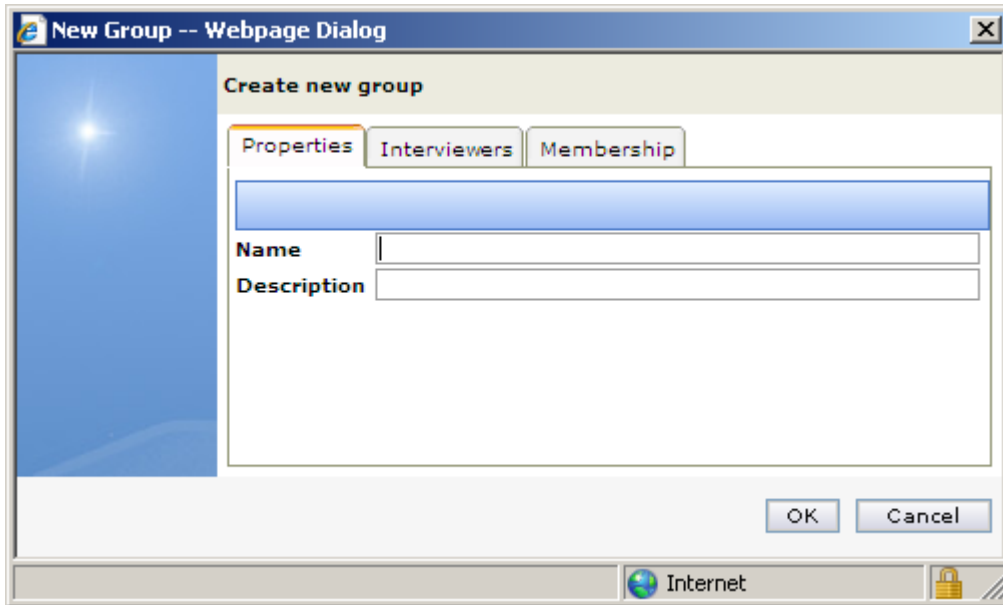 New Group -- Webpage Dialog
Create new group
Properties Interviewers Membership
Name
Description
OK Cancel
Internet